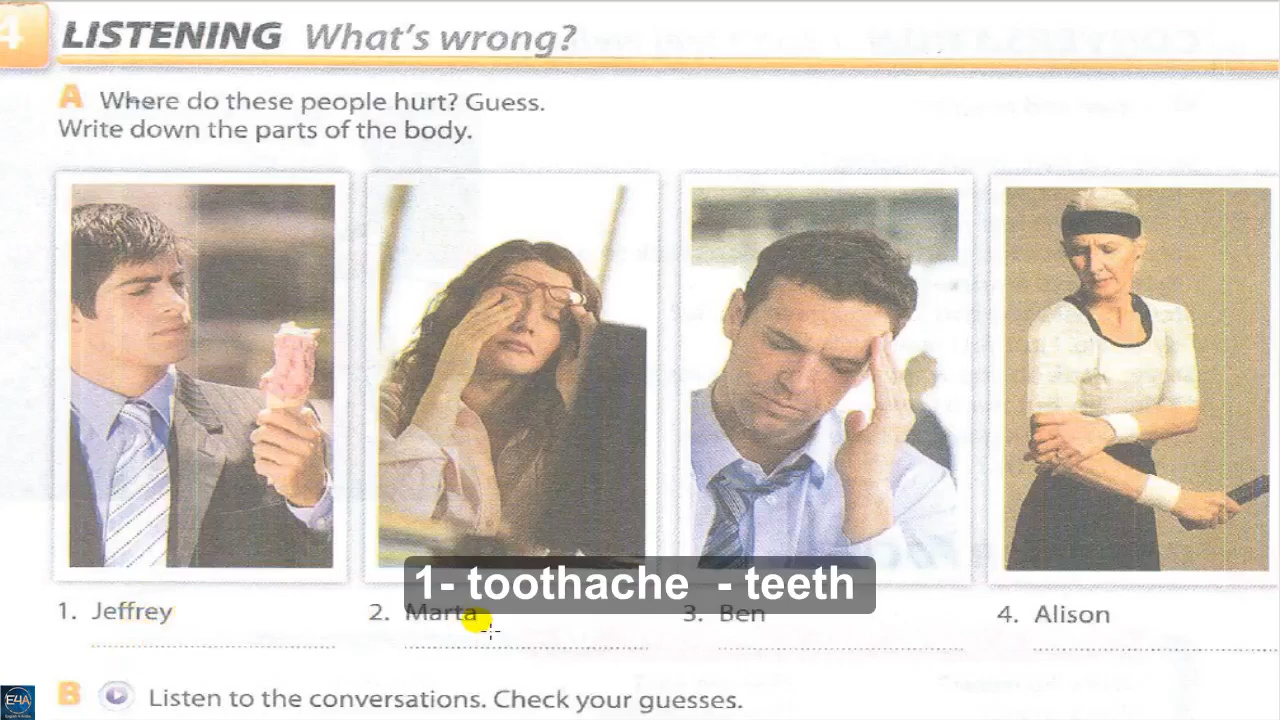 4 LISTENING What's wrong?
A Where do these people hurt? Guess.
Write down the parts of the body.
1- toothache - teeth
1. Jeffrey
2. Marta
3. Ben
4. Alison
B Listen to the conversations. Check your guesses.
E4A